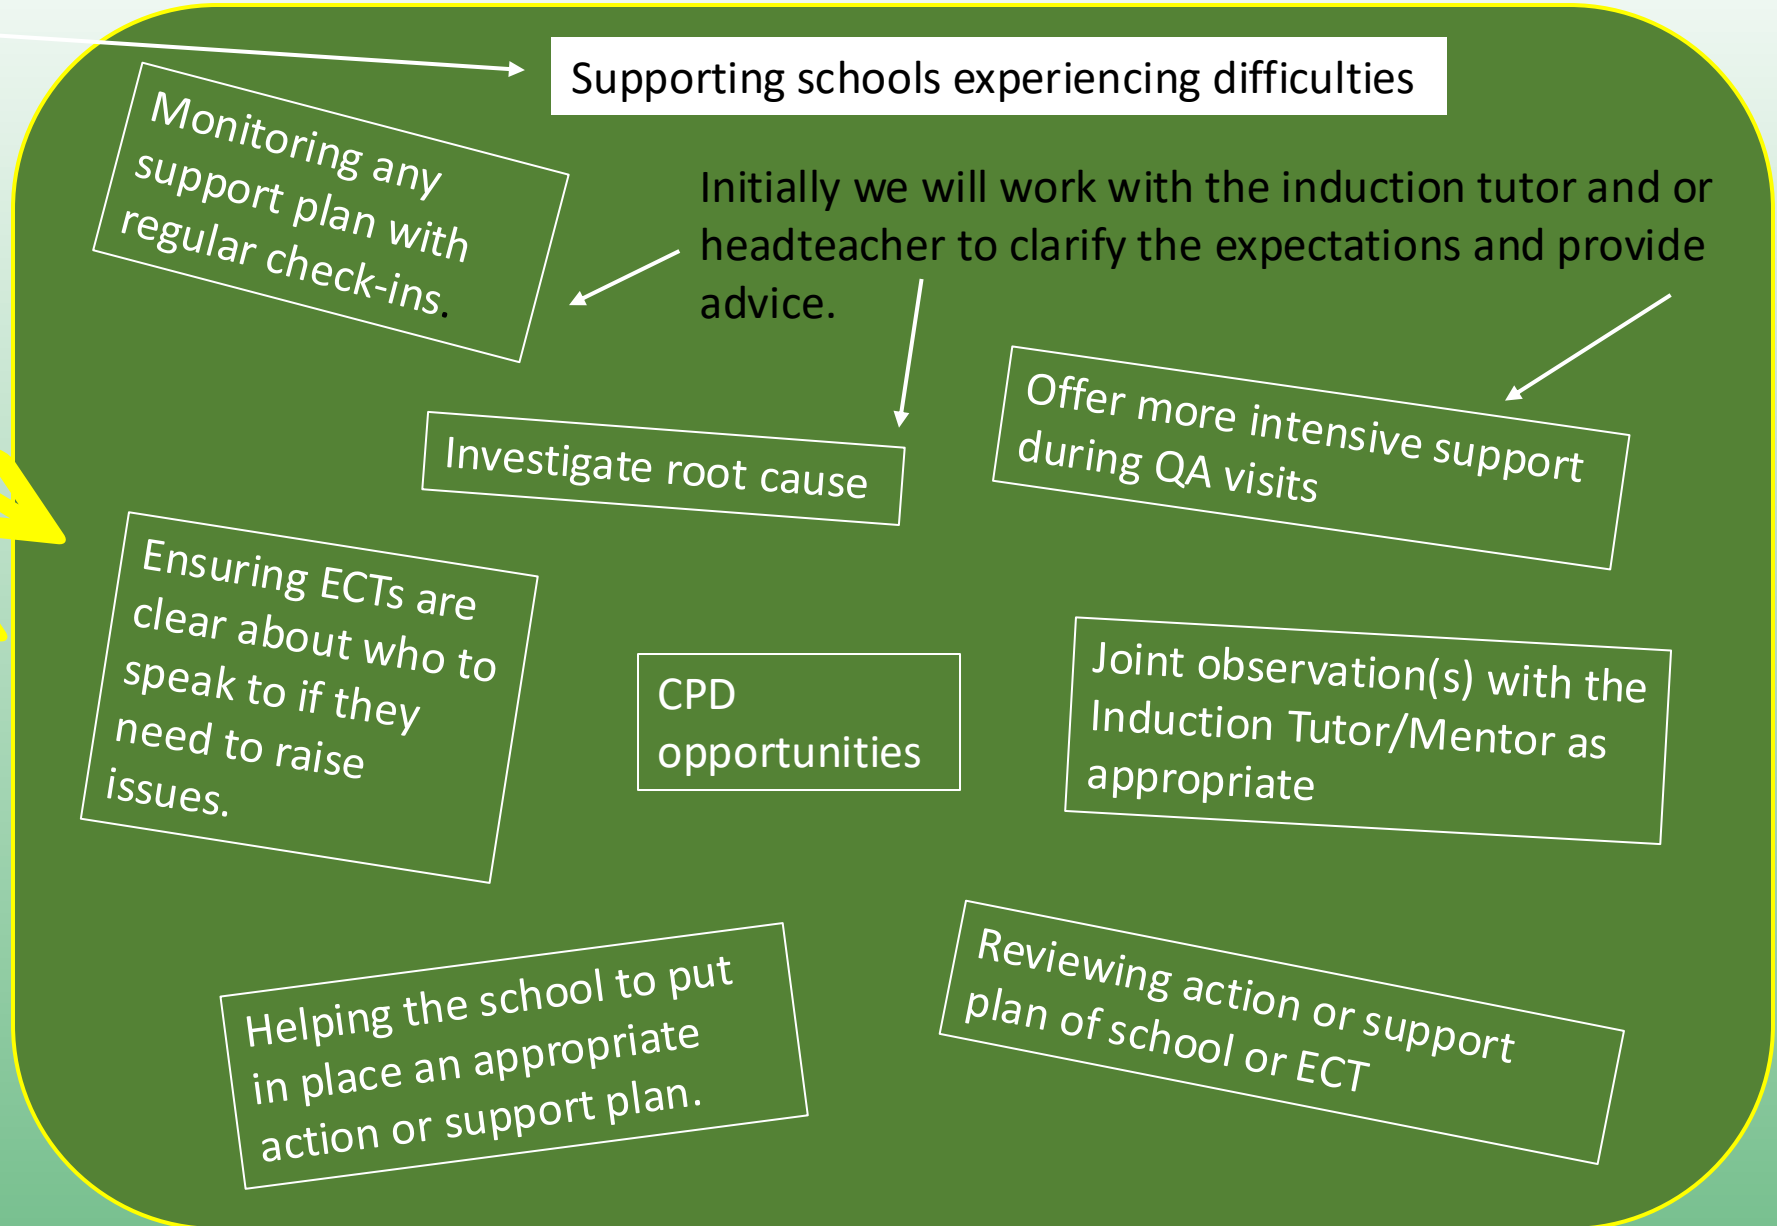 Supporting schools experiencing difficulties
Monitoring any
support plan with
regular check-ins.
Initially we will work with the induction tutor and or
headteacher to clarify the expectations and provide
advice.
Offer more intensive support
during QA visits
Investigate root cause
Ensuring ECTs are
clear about who to
speak to if they
need to raise
issues.
CPD
opportunities
Joint observation(s) with the
Induction Tutor/Mentor as
appropriate
Helping the school to put
in place an appropriate
action or support plan.
Reviewing action or support
plan of school or ECT